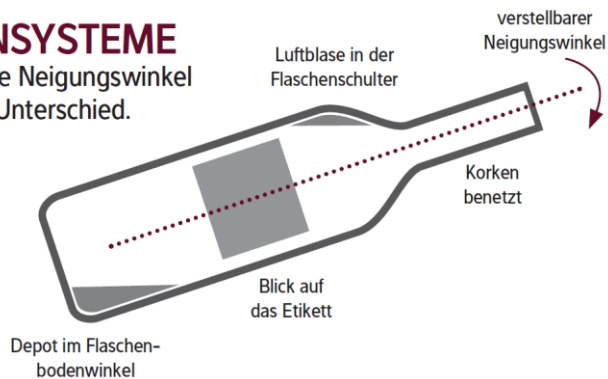 NSYSTEME
e Neigungswinkel
Unterschied.
verstellbarer
Neigungswinkel
Luftblase in der
Flaschenschulter
Korken
benetzt
Blick auf
das Etikett
Depot im Flaschen-
bodenwinkel